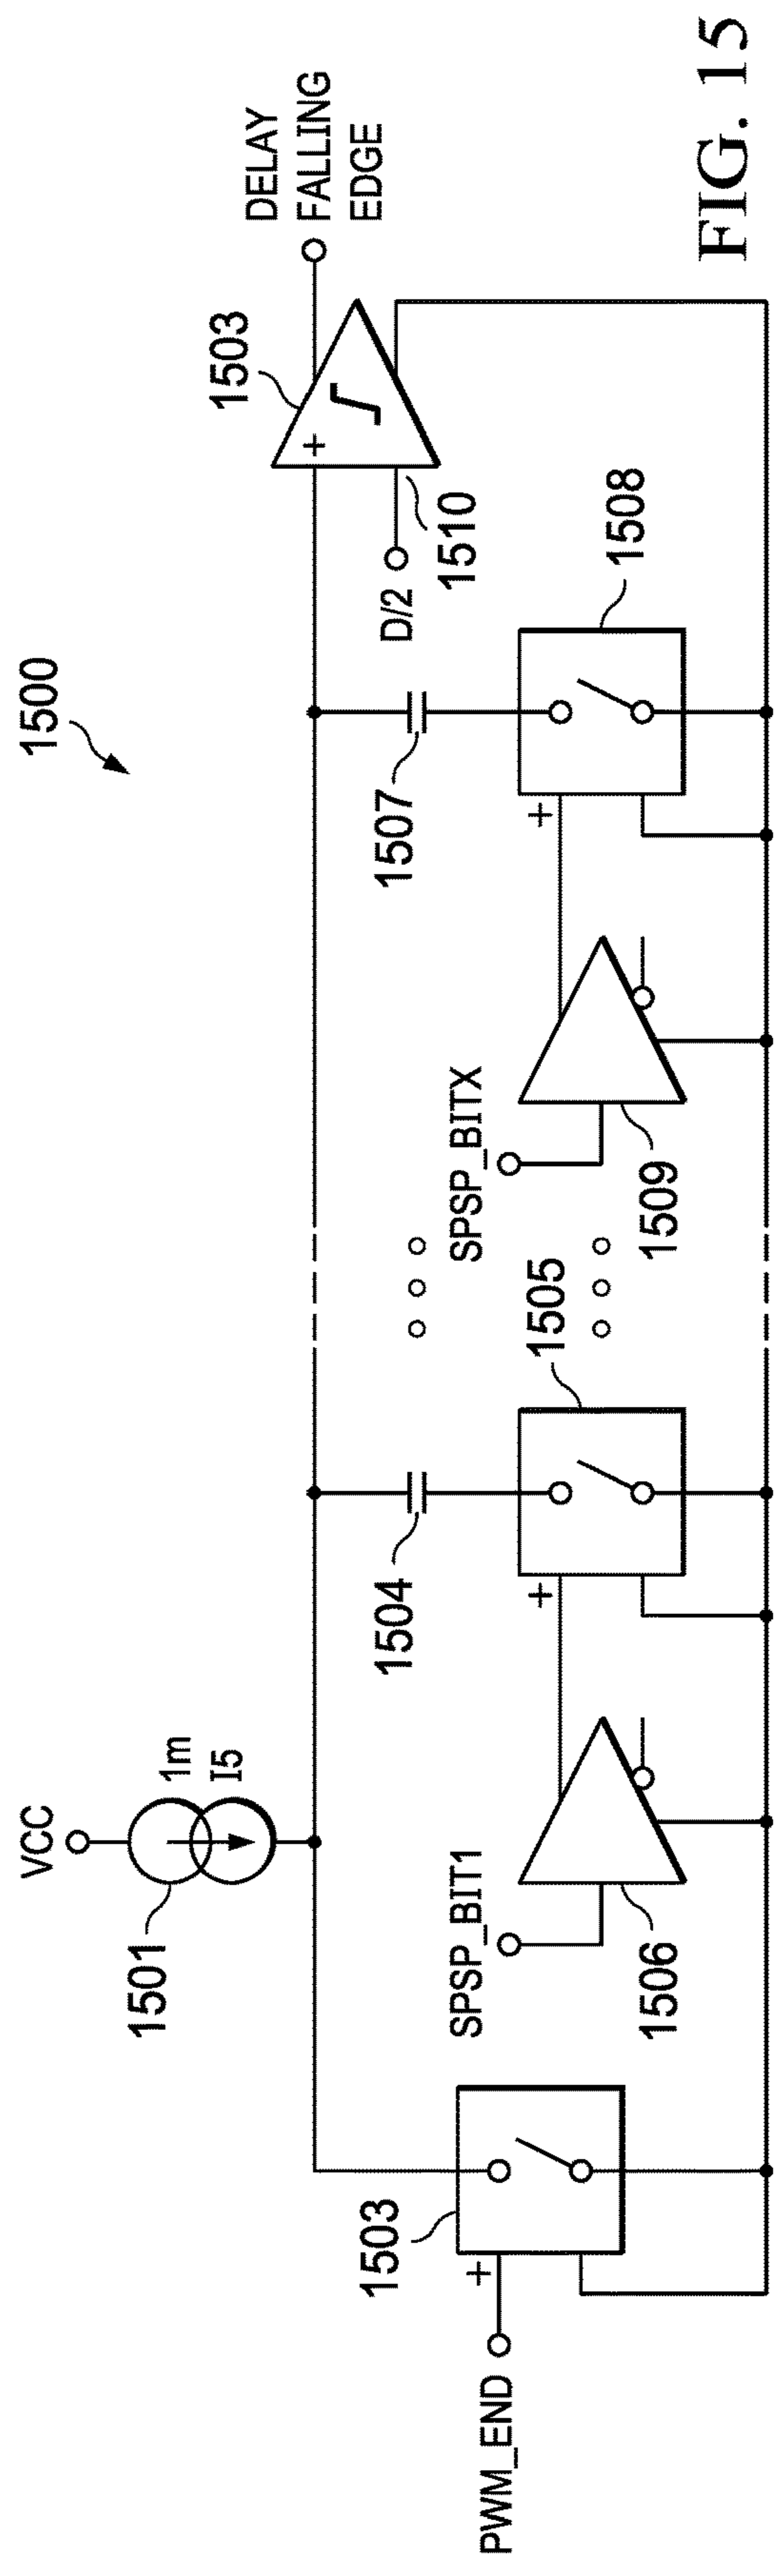 1500
VCC
1501
1m
I5
DELAY
FALLING
EDGE
1503
+
D/2
1510
1504
1507
PWM_END
+
1503
SPSP_BIT1
1506
+
1505
SPSP_BITX
1509
+
1508
FIG. 15